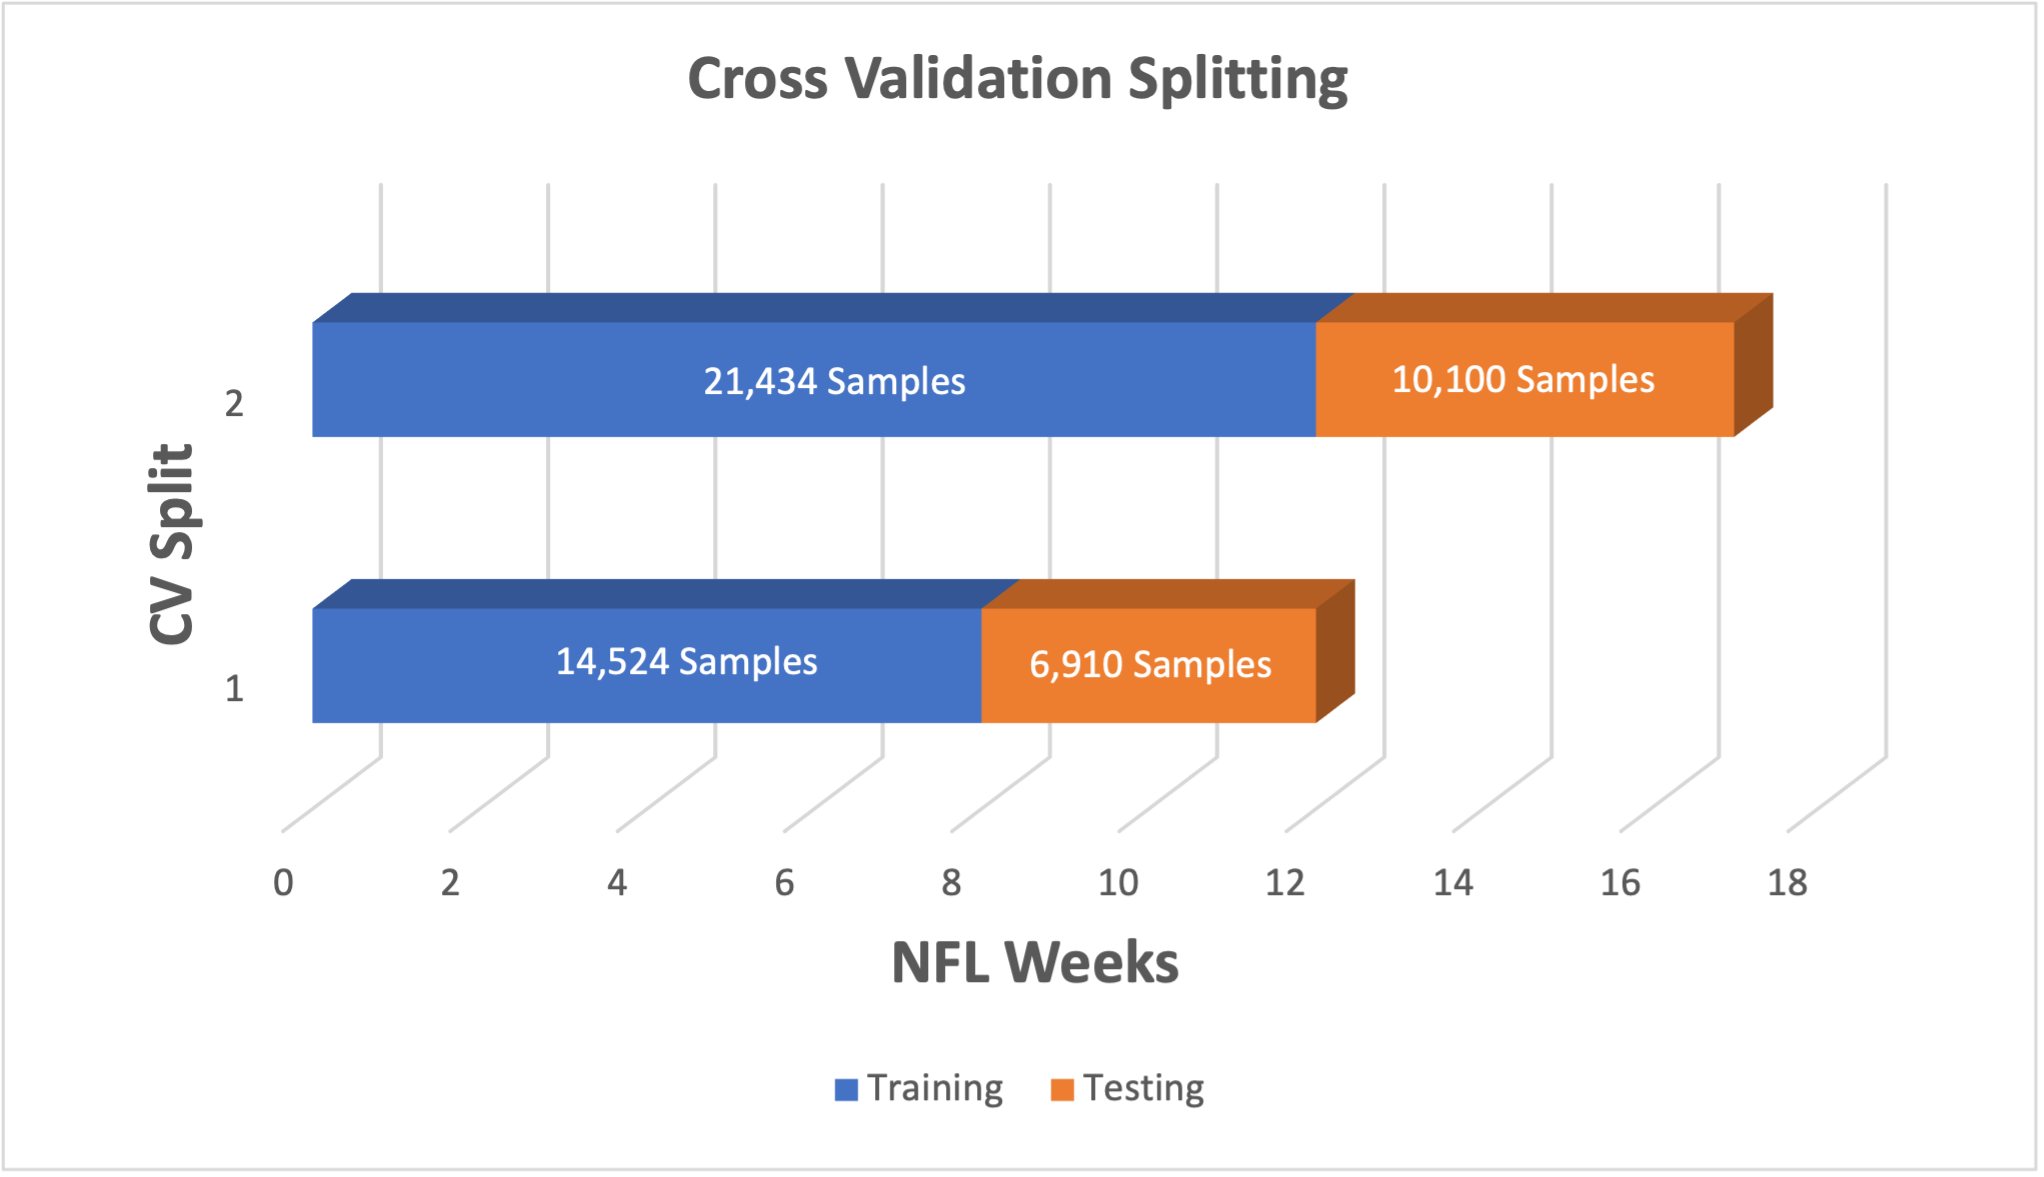 Cross Validation Splitting
2
21,434 Samples
10,100 Samples
CV Split
1
14,524 Samples
6,910 Samples
0 2 4 6 8 10 12 14 16 18
NFL Weeks
Training Testing